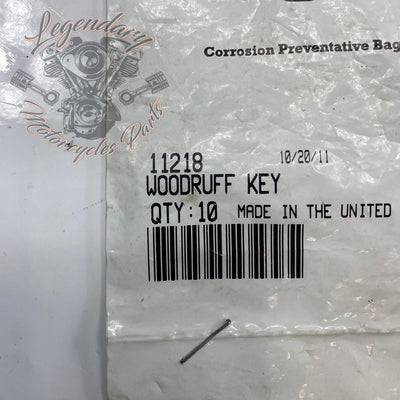 Legendary
Motorcycles Parts
Corrosion Preventative Bag
11218 10/20/11
WOODRUFF KEY
QTY:10 MADE IN THE UNITED